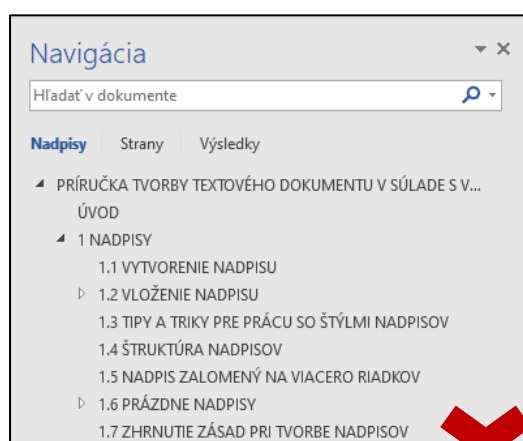 Navigácia
Hľadať v dokumente
Nadpisy Strany Výsledky
PRÍRUČKA TVORBY TEXTOVÉHO DOKUMENTU V SÚLADE S V...
ÚVOD
1 NADPISY
1.1 VYTVORENIE NADPISU
1.2 VLOŽENIE NADPISU
1.3 TIPY A TRIKY PRE PRÁCU SO ŠTÝLMI NADPISOV
1.4 ŠTRUKTÚRA NADPISOV
1.5 NADPIS ZALOMENÝ NA VIACERO RIADKOV
1.6 PRÁZDNE NADPISY
1.7 ZHRNUTIE ZÁSAD PRI TVORBE NADPISOV